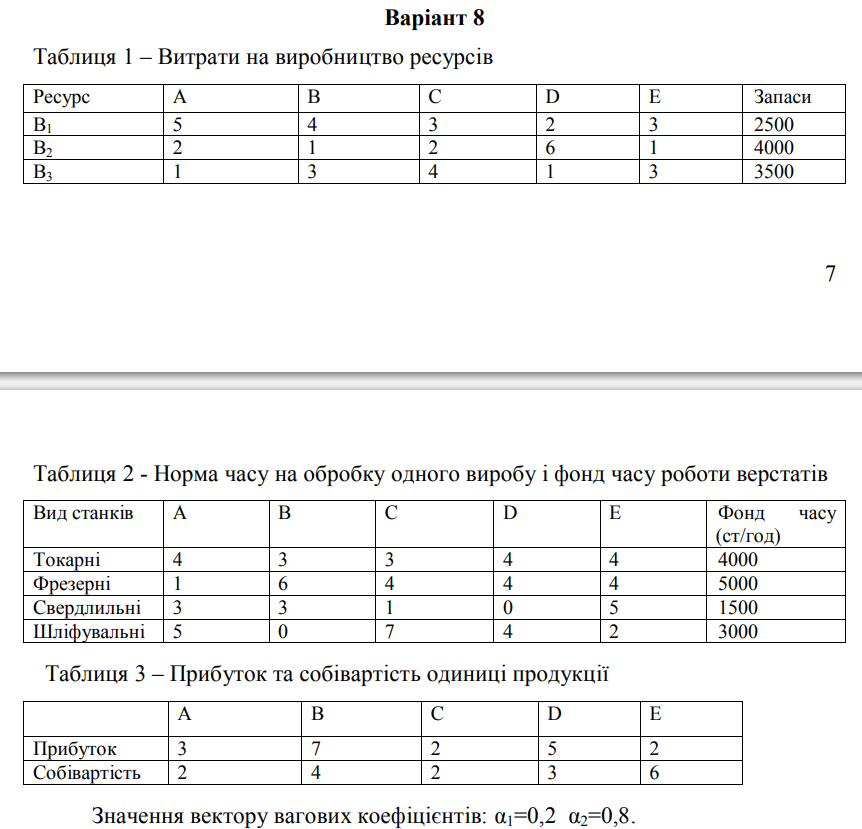 Варіант 8
Таблиця 1 – Витрати на виробництво ресурсів
Ресурс A B C D E Запаси
B₁ 5 4 3 2 3 2500
B₂ 2 1 2 6 1 4000
B₃ 1 3 4 1 3 3500
7
Таблиця 2 - Норма часу на обробку одного виробу і фонд часу роботи верстатів
Вид станків A B C D E Фонд часу
(ст/год)
Токарні 4 3 3 4 4 4000
Фрезерні 1 6 4 4 4 5000
Свердлильні 3 3 1 0 5 1500
Шліфувальні 5 0 7 4 2 3000
Таблиця 3 – Прибуток та собівартість одиниці продукції
A B C D E
Прибуток 3 7 2 5 2
Собівартість 2 4 2 3 6
Значення вектору вагових коефіцієнтів: α₁=0,2 α₂=0,8.